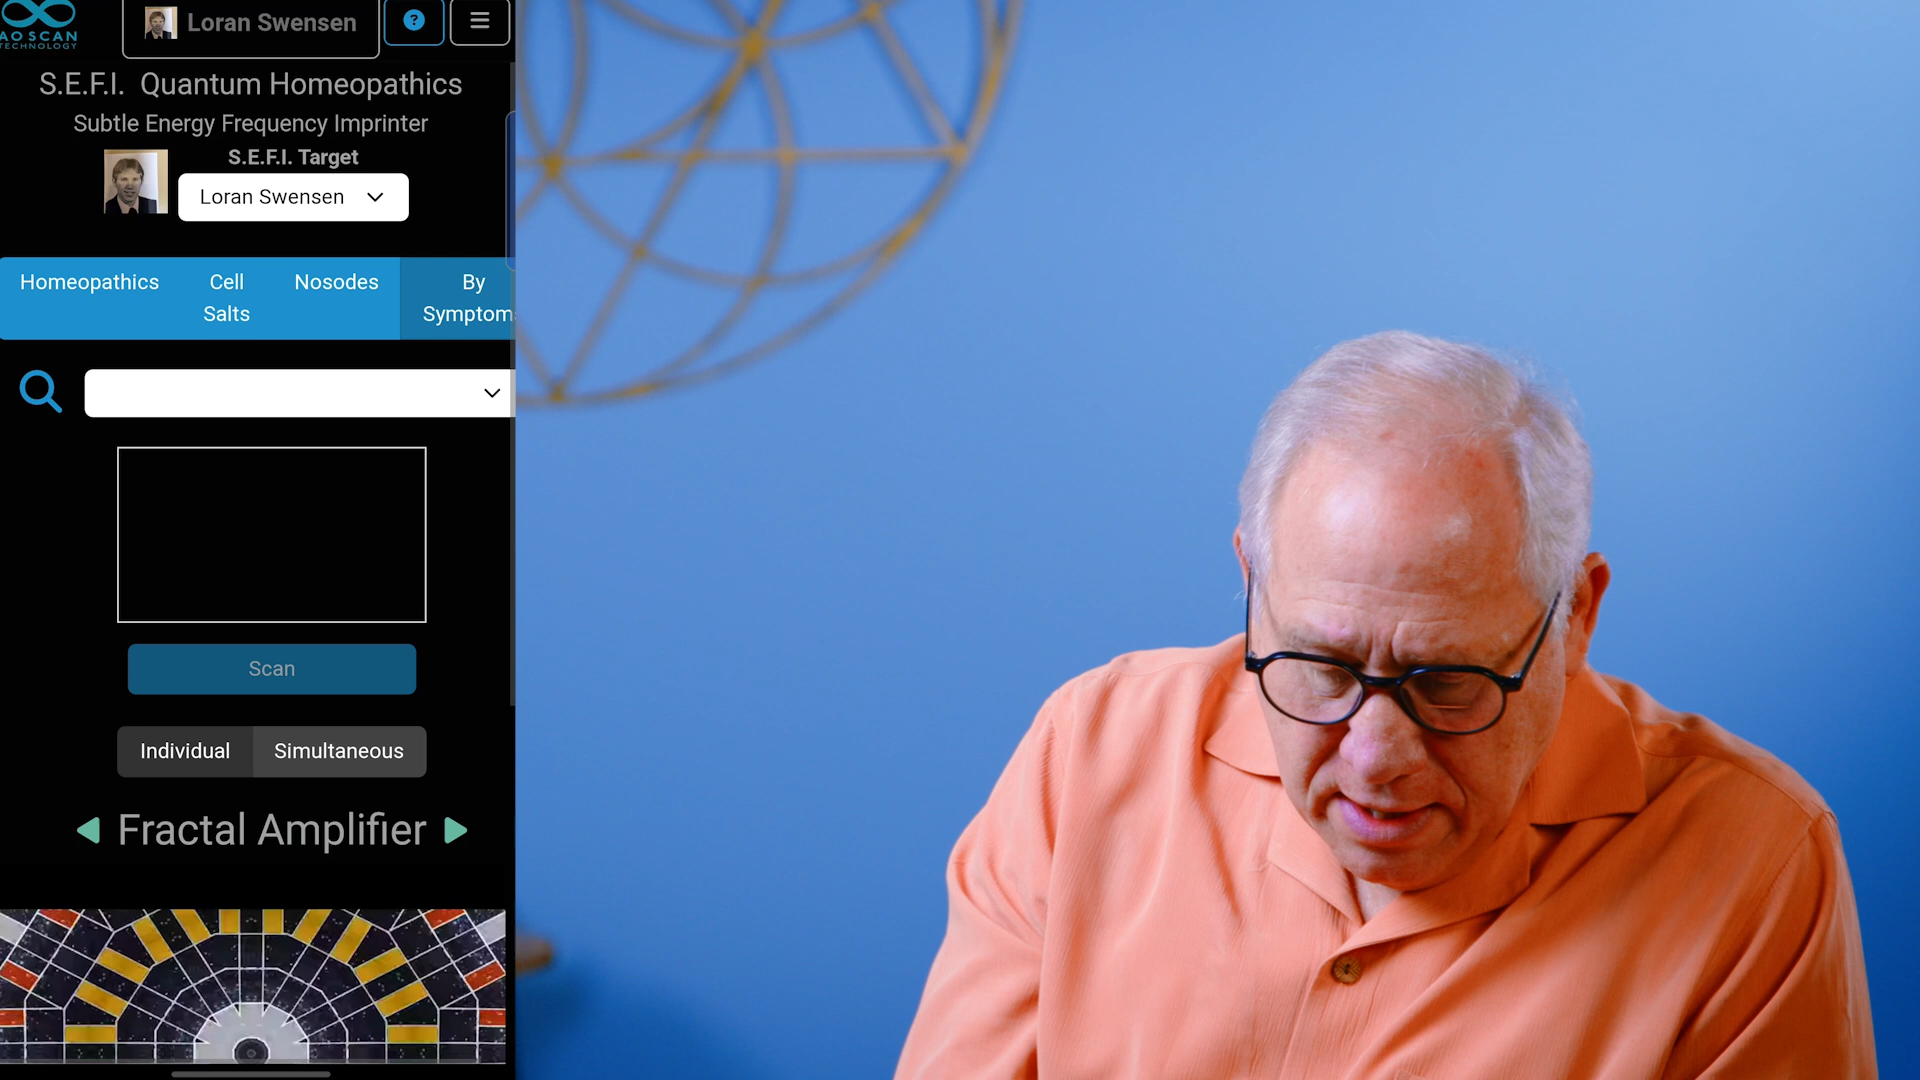 AO SCAN
TECHNOLOGY
Loran Swensen
?
S.E.F.I. Quantum Homeopathics
Subtle Energy Frequency Imprinter
S.E.F.I. Target
Loran Swensen
Homeopathics
Cell
Salts
Nosodes
By
Symptom
Scan
Individual
Simultaneous
Fractal Amplifier